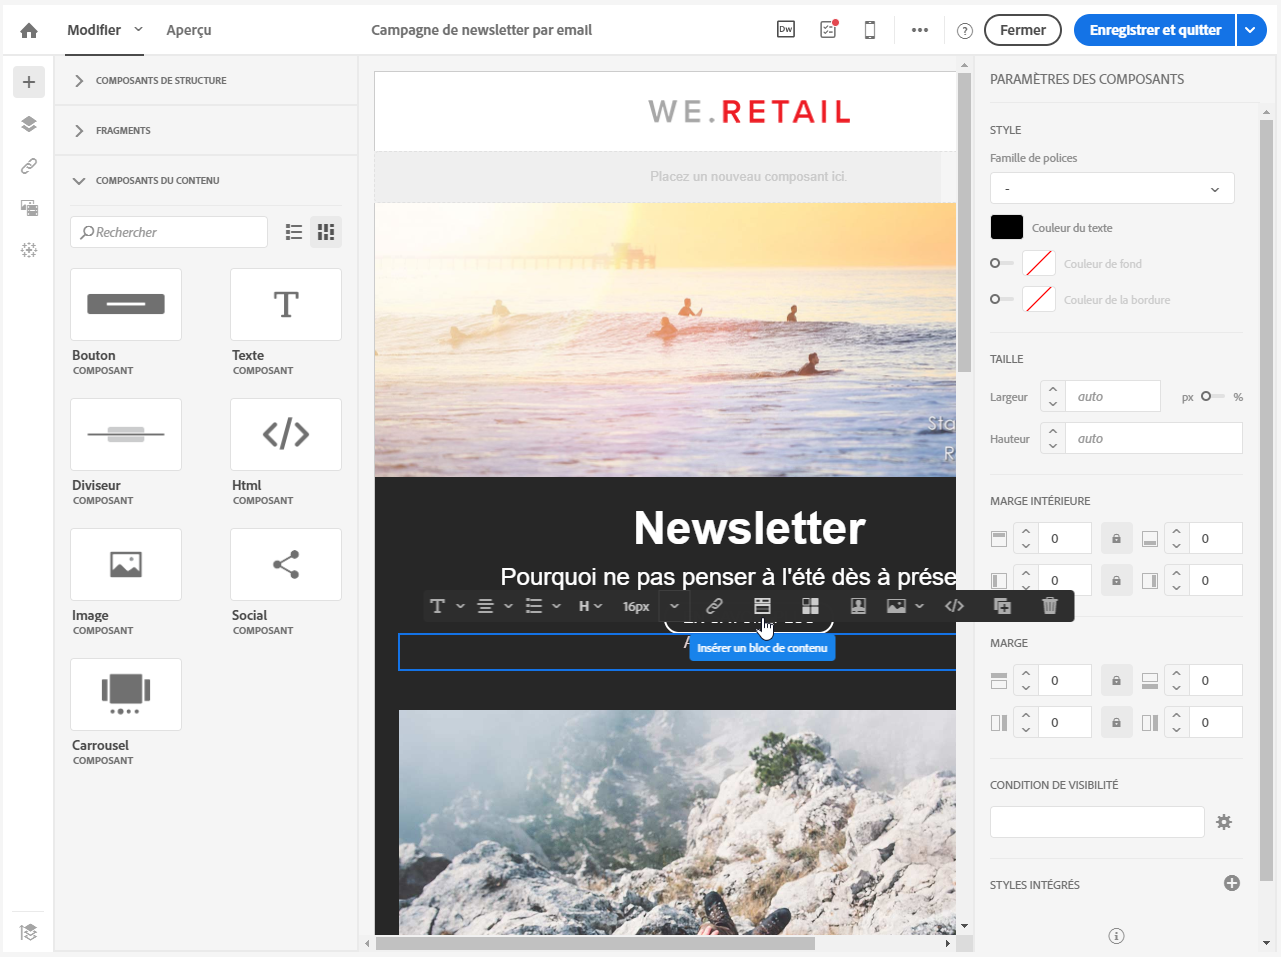 Modifier
Aperçu
Campagne de newsletter par email
Dw
Fermer
Enregistrer et quitter
COMPOSANTS DE STRUCTURE
FRAGMENTS
COMPOSANTS DU CONTENU
Rechercher
Bouton
COMPOSANT
Texte
COMPOSANT
Diviseur
COMPOSANT
Html
COMPOSANT
Image
COMPOSANT
Social
COMPOSANT
Carrousel
COMPOSANT
WE.RETAIL
Placez un nouveau composant ici.
Sta
R
Newsletter
Pourquoi ne pas penser à l'été dès à prése
T
H
16px
A
Insérer un bloc de contenu
PARAMÈTRES DES COMPOSANTS
STYLE
Famille de polices
-
Couleur du texte
Couleur de fond
Couleur de la bordure
TAILLE
Largeur
auto
px
%
Hauteur
auto
MARGE INTÉRIEURE
0
0
0
0
MARGE
0
0
0
0
CONDITION DE VISIBILITÉ
STYLES INTÉGRÉS